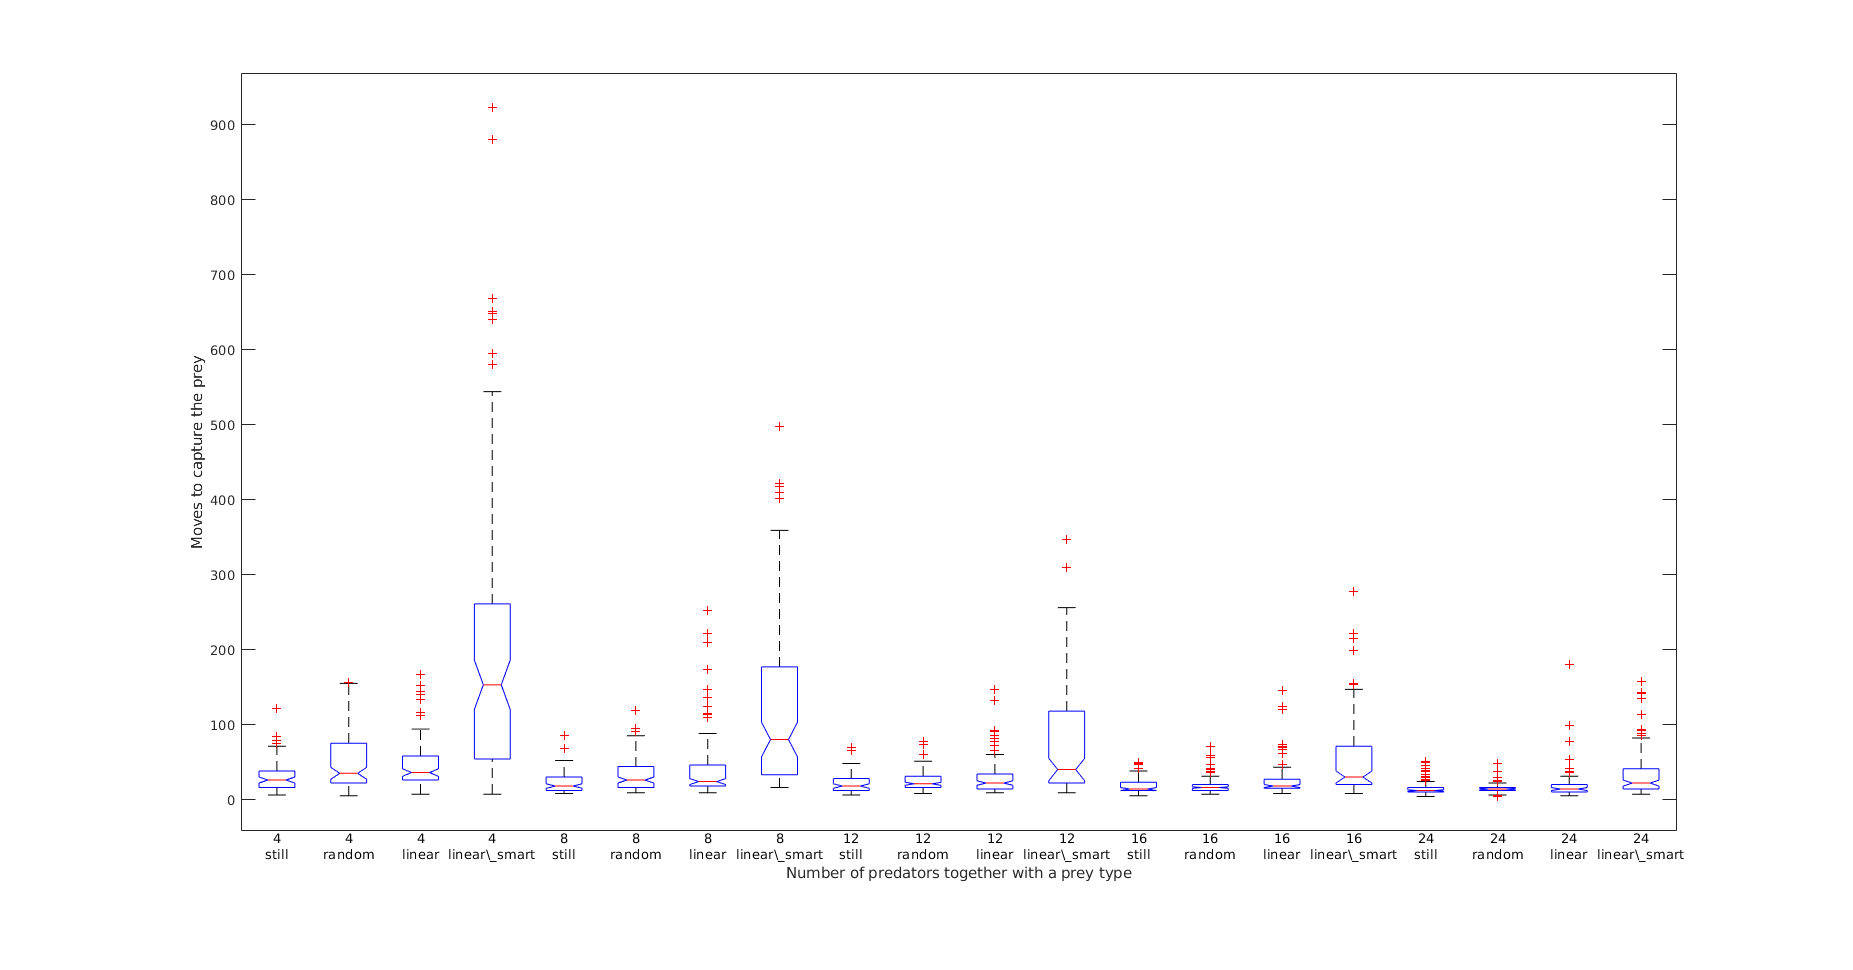 900
800
700
600
500
400
300
200
100
0
Moves to capture the prey
4 4 4 4 8 8 8 8 12 12 12 12 16 16 16 16 24 24 24 24
still random linear linear\_smart still random linear linear\_smart still random linear linear\_smart still random linear linear\_smart still random linear linear\_smart
Number of predators together with a prey type